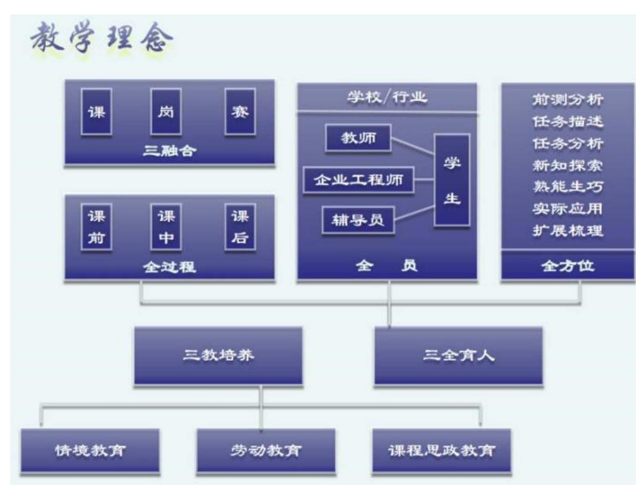 教学理念
课 岗 赛
三融合
课前 课中 课后
全过程
学校/行业
教师
企业工程师
辅导员
学生
全 员
前测分析
任务描述
任务分析
新知探索
熟能生巧
实际应用
扩展梳理
全方位
三教培养
三全育人
情境教育
劳动教育
课程思政教育